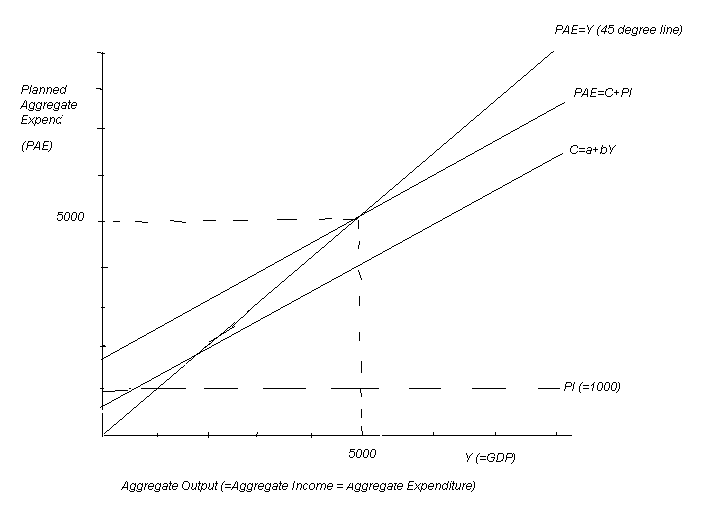 PAE=Y (45 degree line)
Planned
Aggregate
Expenc
(PAE)
PAE=C+PI
C=a+bY
5000
PI (=1000)
5000
Y (=GDP)
Aggregate Output (=Aggregate Income = Aggregate Expenditure)